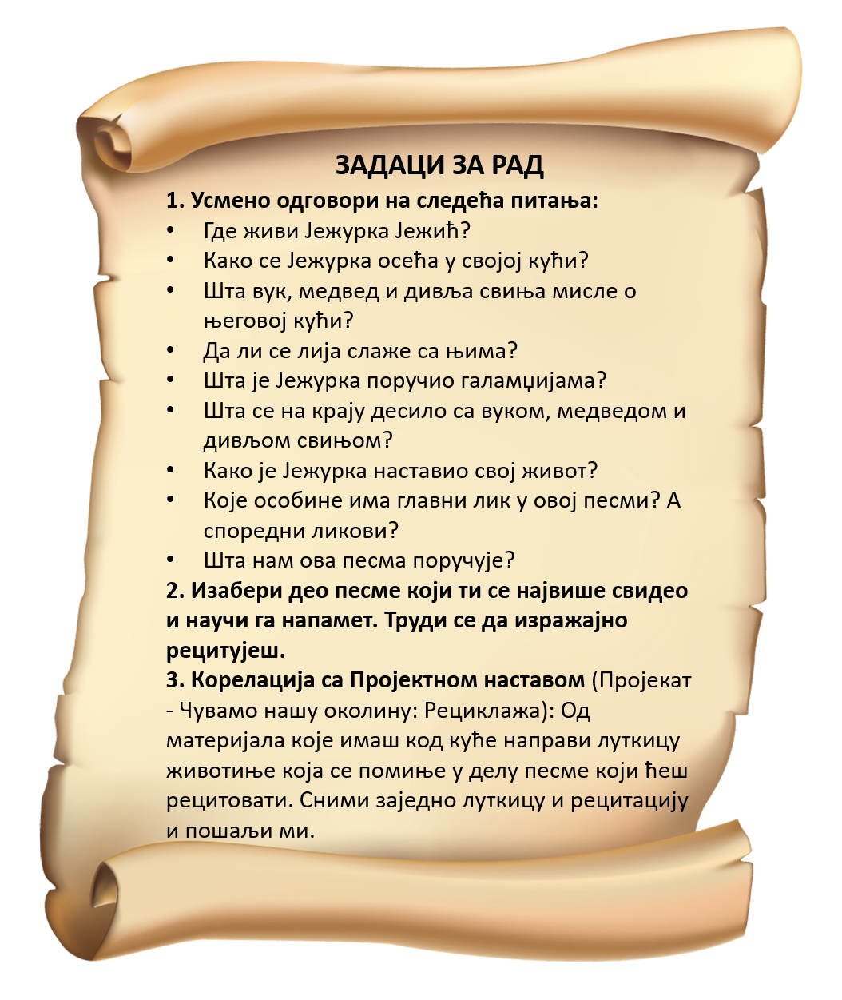 ЗАДАЦИ ЗА РАД
1. Усмено одговори на следећа питања:
• Где живи Јежурка Јежић?
• Како се Јежурка осећа у својој кући?
• Шта вук, медвед и дивља свиња мисле о
његовој кући?
• Да ли се лија слаже са њима?
• Шта је Јежурка поручио галамџијама?
• Шта се на крају десило са вуком, медведом и
дивљом свињом?
• Како је Јежурка наставио свој живот?
• Које особине има главни лик у овој песми? А
споредни ликови?
• Шта нам ова песма поручује?
2. Изабери део песме који ти се највише свидео
и научи га напамет. Труди се да изражајно
рецитујеш.
3. Корелација са Пројектном наставом (Пројекат
- Чувамо нашу околину: Рециклажа): Од
материјала које имаш код куће направи луткицу
животиње која се помиње у делу песме који ћеш
рецитовати. Сними заједно луткицу и рецитацију
и пошаљи ми.